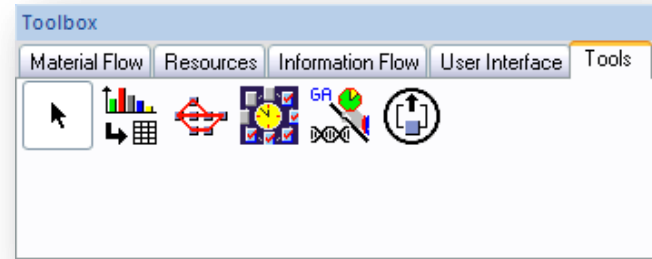 Toolbox
Material Flow Resources Information Flow User Interface Tools
GA